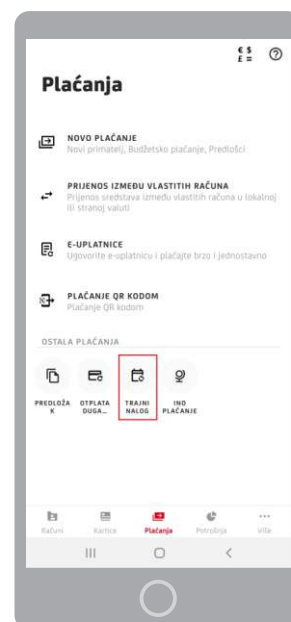 € $
£ =
Plaćanja
NOVO PLAĆANJE
Novi primatelj, Budžetsko plaćanje, Predlošci
PRIJENOS IZMEĐU VLASTITIH RAČUNA
Prijenos sredstava između vlastitih računa u lokalnoj
ili stranoj valuti
E-UPLATNICE
Ugovorite e-uplatnicu i plaćajte brzo i jednostavno
PLAĆANJE QR KODOM
Plaćanje QR kodom
OSTALA PLAĆANJA
PREDLOŽA
K
OTPLATA
DUGA...
TRAJNI
NALOG
INO
PLAĆANJE
Računi Kartice Plaćanja Potrošnja Više